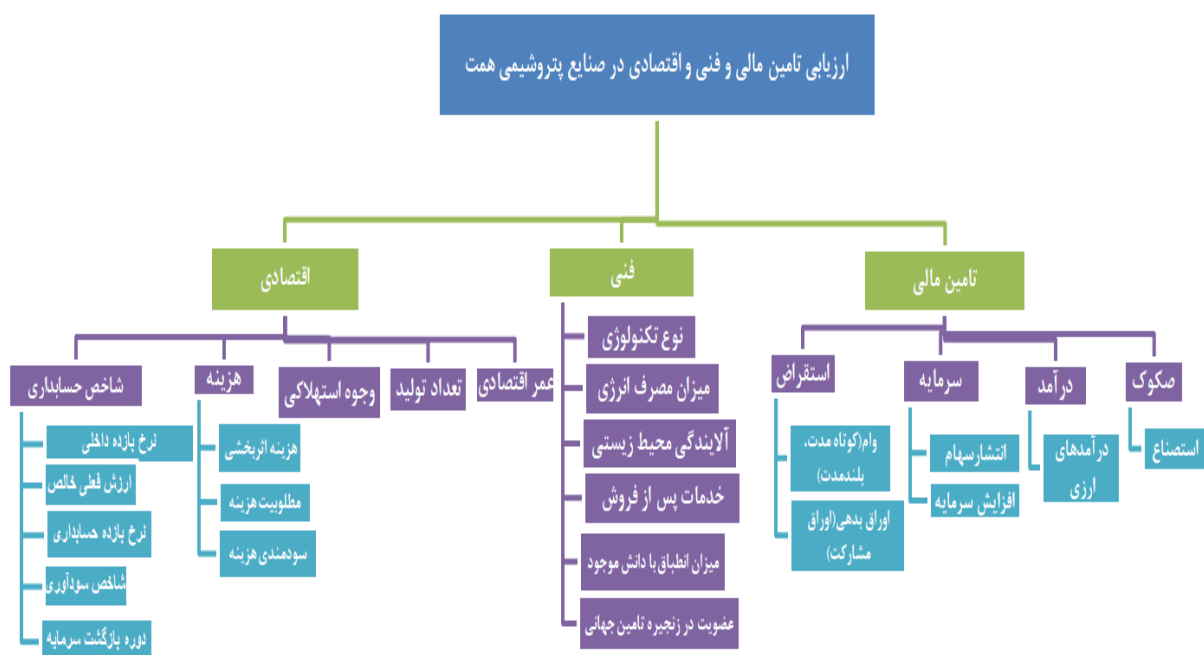 ارزیابی تامین مالی و فنی و اقتصادی در صنایع پتروشیمی همت
تامین مالی
فنی
اقتصادی
صکوک
درآمد
سرمایه
استقراض
استصناع
درآمدهای
ارزی
انتشارسهام
افزایش سرمایه
وام(کوتاه مدت،
بلندمدت)
اوراق بدهی(اوراق
مشارکت)
نوع تکنولوژی
میزان مصرف انرژی
آلایندگی محیط زیستی
خدمات پس از فروش
میزان انطباق با دانش موجود
عضویت در زنجیره تامین جهانی
عمر اقتصادی
تعداد تولید
وجوه استهلاکی
هزینه
شاخص حسابداری
هزینه اثربخشی
مطلوبیت هزینه
سودمندی هزینه
نرخ بازده داخلی
ارزش فعلی خالص
نرخ بازده حسابداری
شاخص سودآوری
دوره بازگشت سرمایه